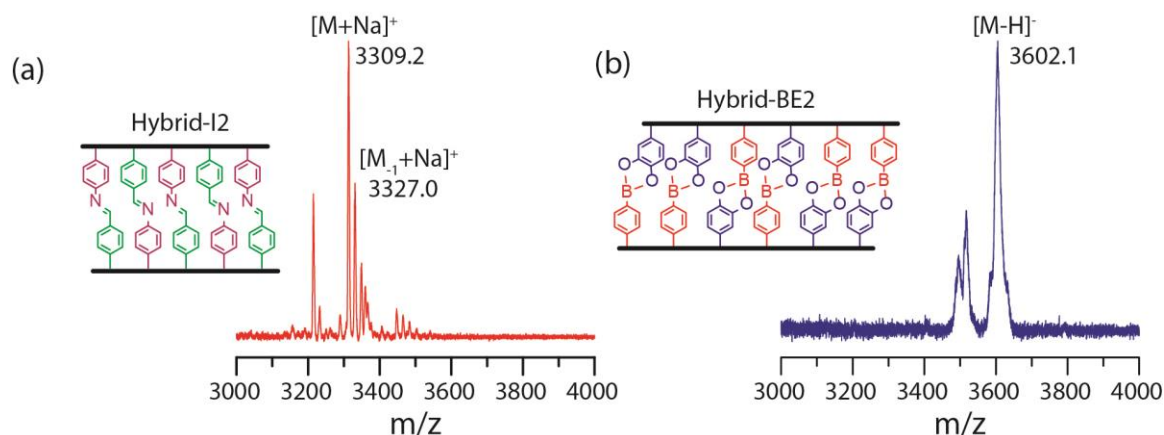 (a)
[M+Na]+
3309.2
Hybrid-I2
[M-1+Na]+
3327.0
N
N
N
N
N
3000 3200 3400 3600 3800 4000
m/z
(b)
[M-H]-
3602.1
Hybrid-BE2
O O O O O O
B B B B B B
O O O O O O
3000 3200 3400 3600 3800 4000
m/z